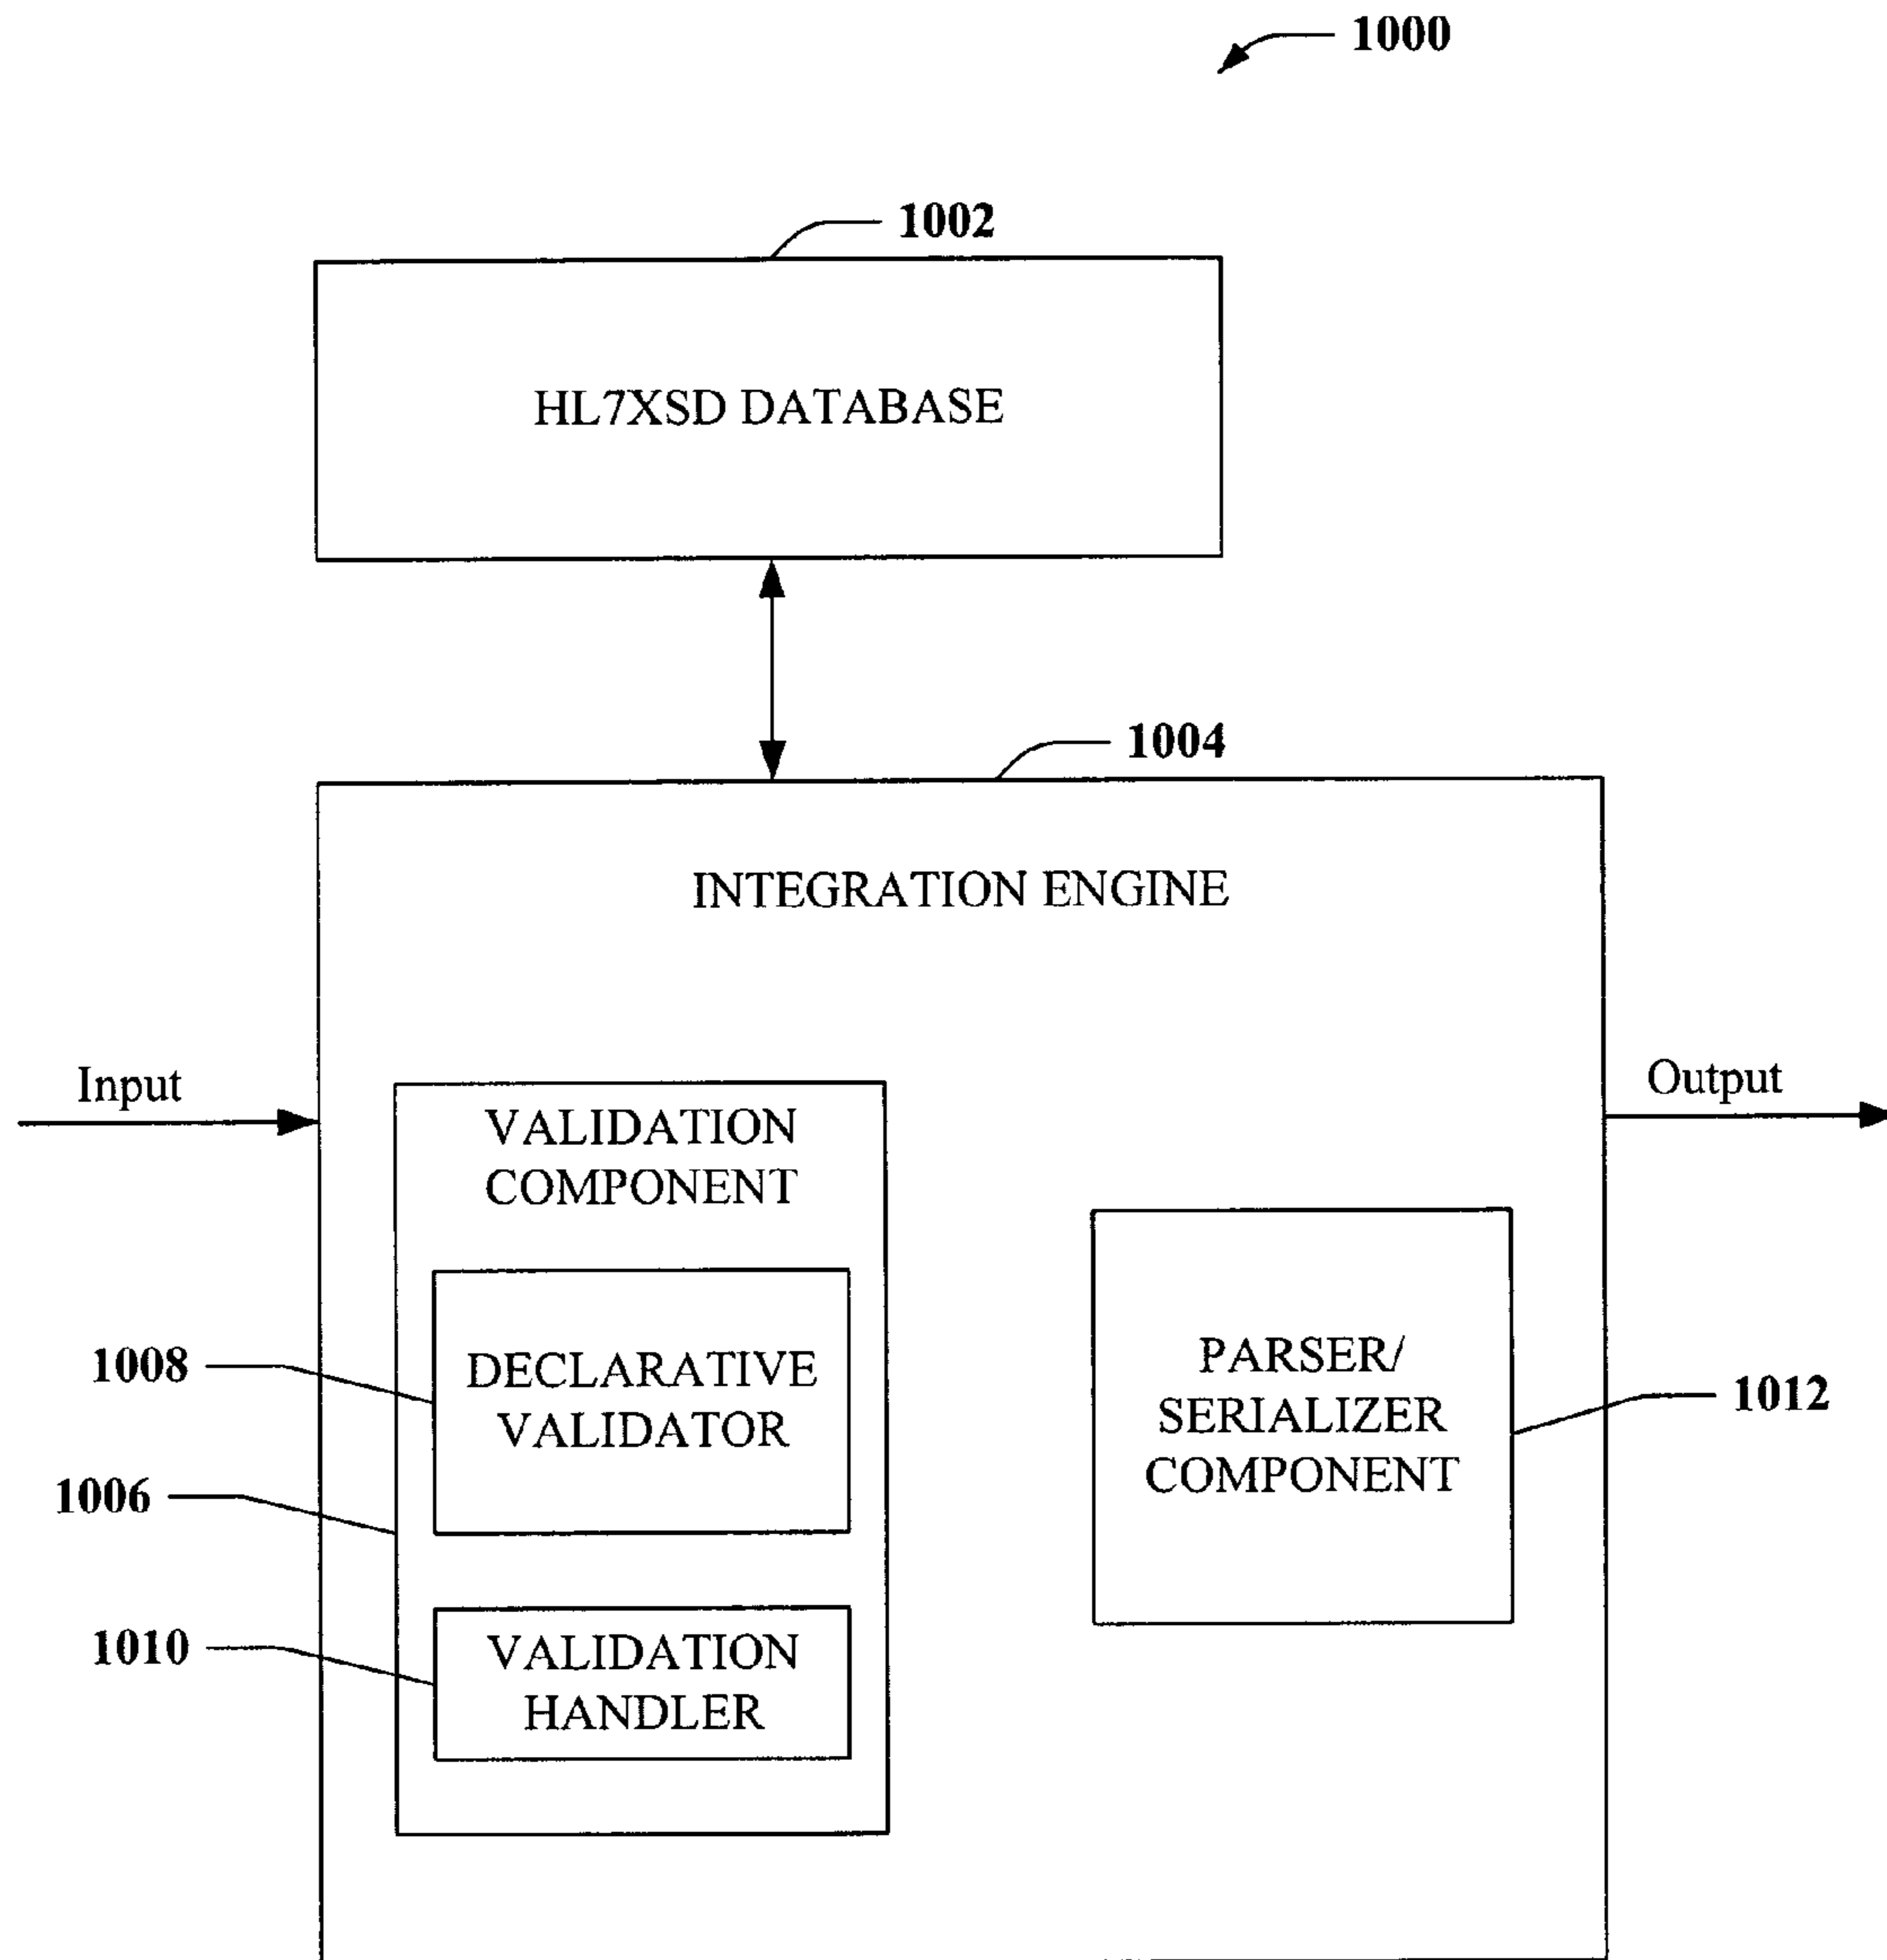 1000
1002
HL7XSD DATABASE
1004
INTEGRATION ENGINE
Input
Output
VALIDATION
COMPONENT
1008
DECLARATIVE
VALIDATOR
PARSER/
SERIALIZER
COMPONENT
1012
1006
1010
VALIDATION
HANDLER